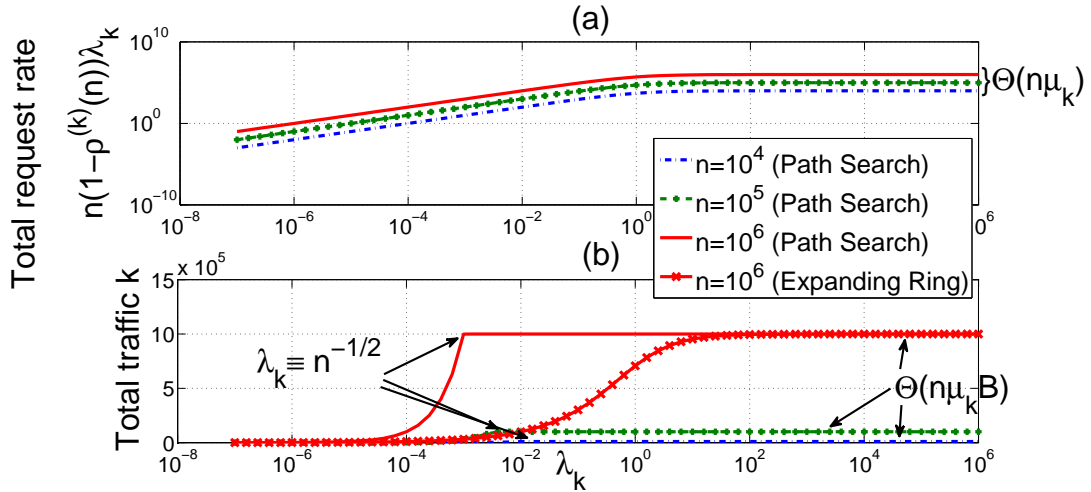 (a)
Total request rate
n(1-ρ^(k)(n))λ_k
10^10
10^0
10^-10
}Θ(nμ_k)
10^-8 10^-6 10^-4 10^-2 10^0 10^6
n=10^4 (Path Search)
n=10^5 (Path Search)
n=10^6 (Path Search)
n=10^6 (Expanding Ring)
(b)
Total traffic k
x 10^5
15
10
5
0
λ_k ≡ n^-1/2
Θ(nμ_kB)
10^-8 10^-6 10^-4 10^-2 10^0 10^2 10^4 10^6
λ_k